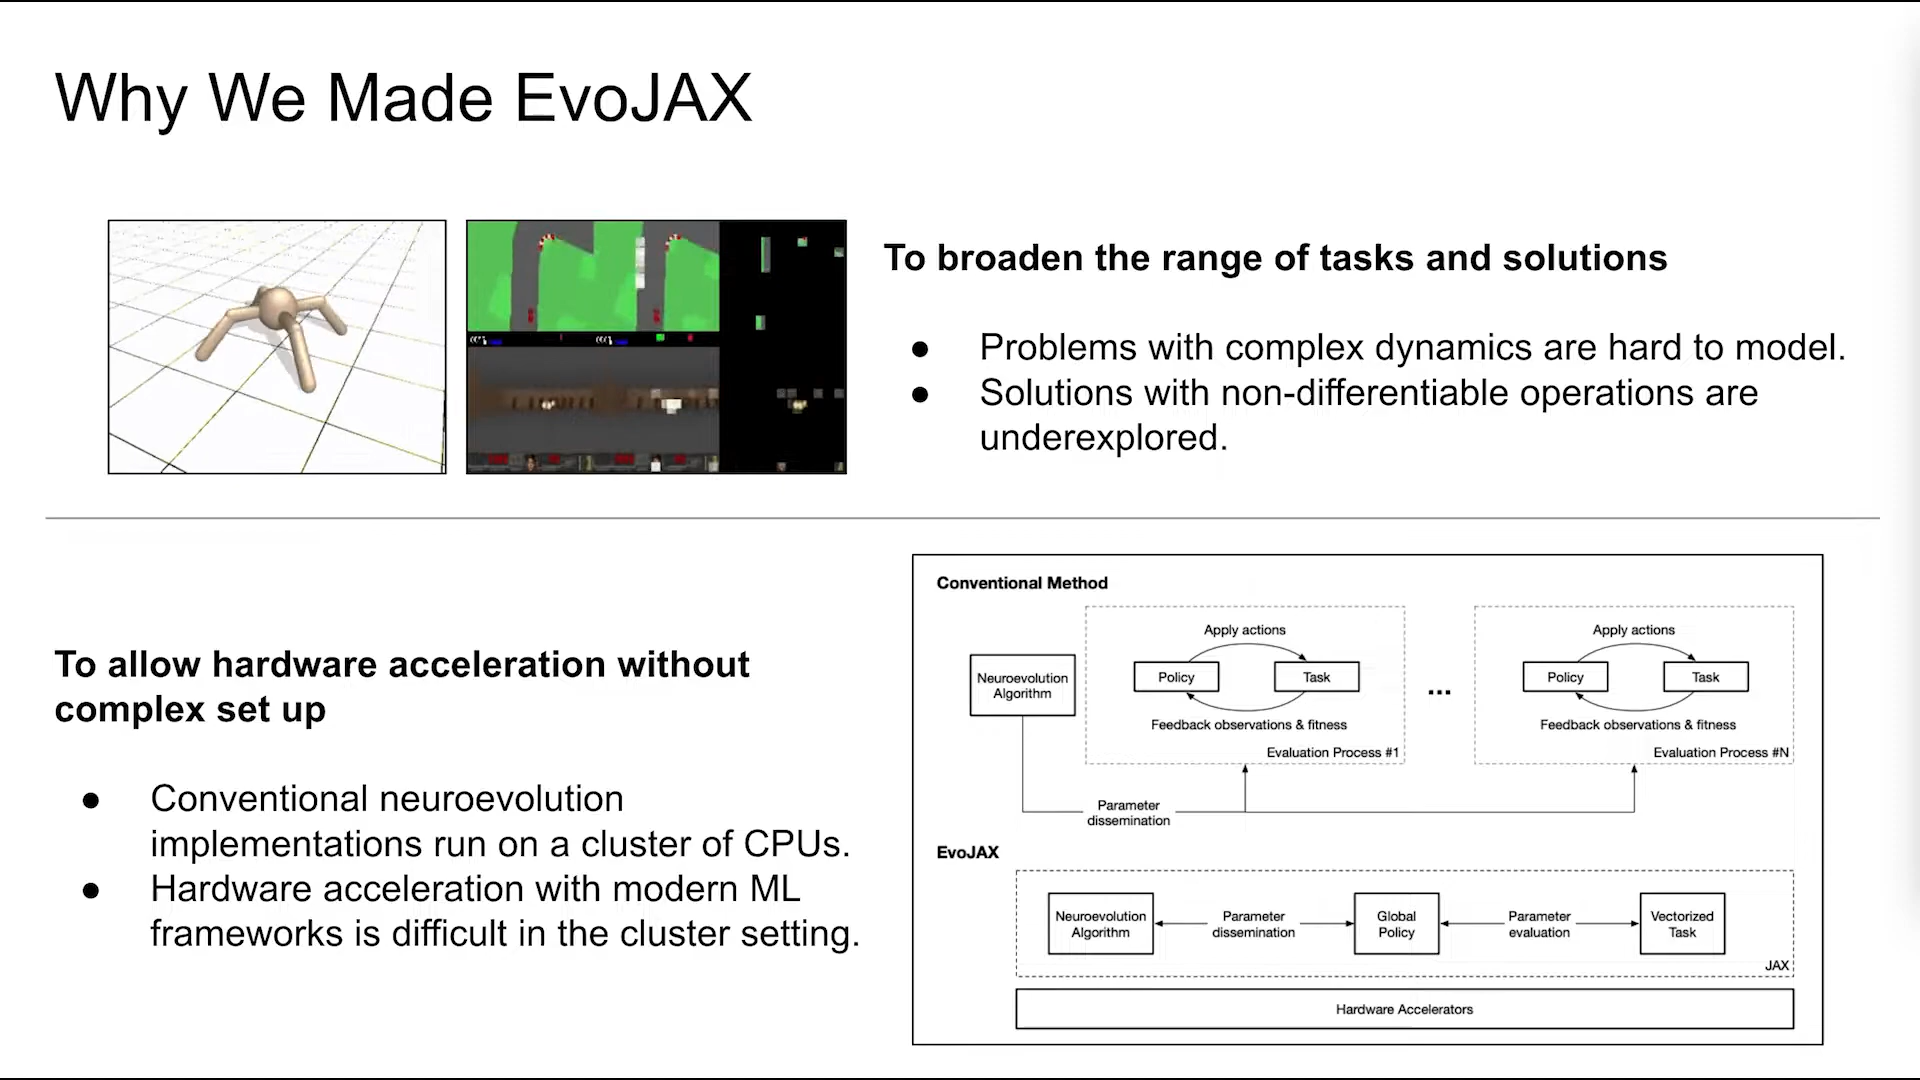 Why We Made EvoJAX
To broaden the range of tasks and solutions
● Problems with complex dynamics are hard to model.
● Solutions with non-differentiable operations are
underexplored.
To allow hardware acceleration without
complex set up
● Conventional neuroevolution
implementations run on a cluster of CPUs.
● Hardware acceleration with modern ML
frameworks is difficult in the cluster setting.
Conventional Method
Neuroevolution
Algorithm
Apply actions
Policy
Task
Feedback observations & fitness
Evaluation Process #1
...
Apply actions
Policy
Task
Feedback observations & fitness
Evaluation Process #N
Parameter
dissemination
EvoJAX
Neuroevolution
Algorithm
Parameter
dissemination
Global
Policy
Parameter
evaluation
Vectorized
Task
JAX
Hardware Accelerators